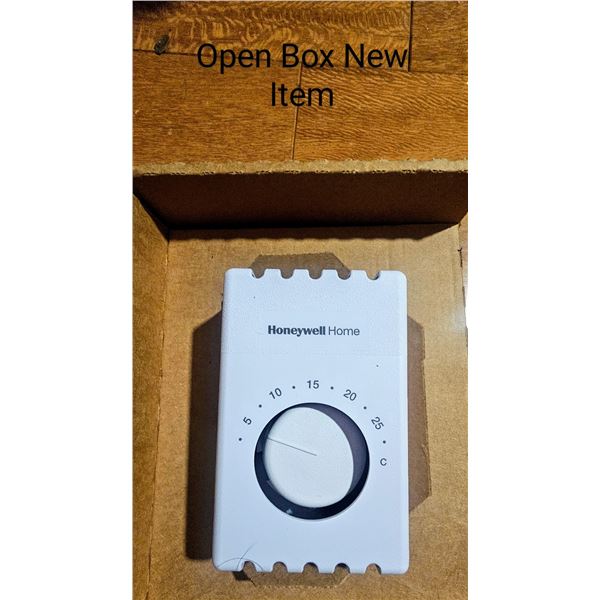 Open Box New
Item
Honeywell Home
5 • 10 • 15 • 20 • 25
C